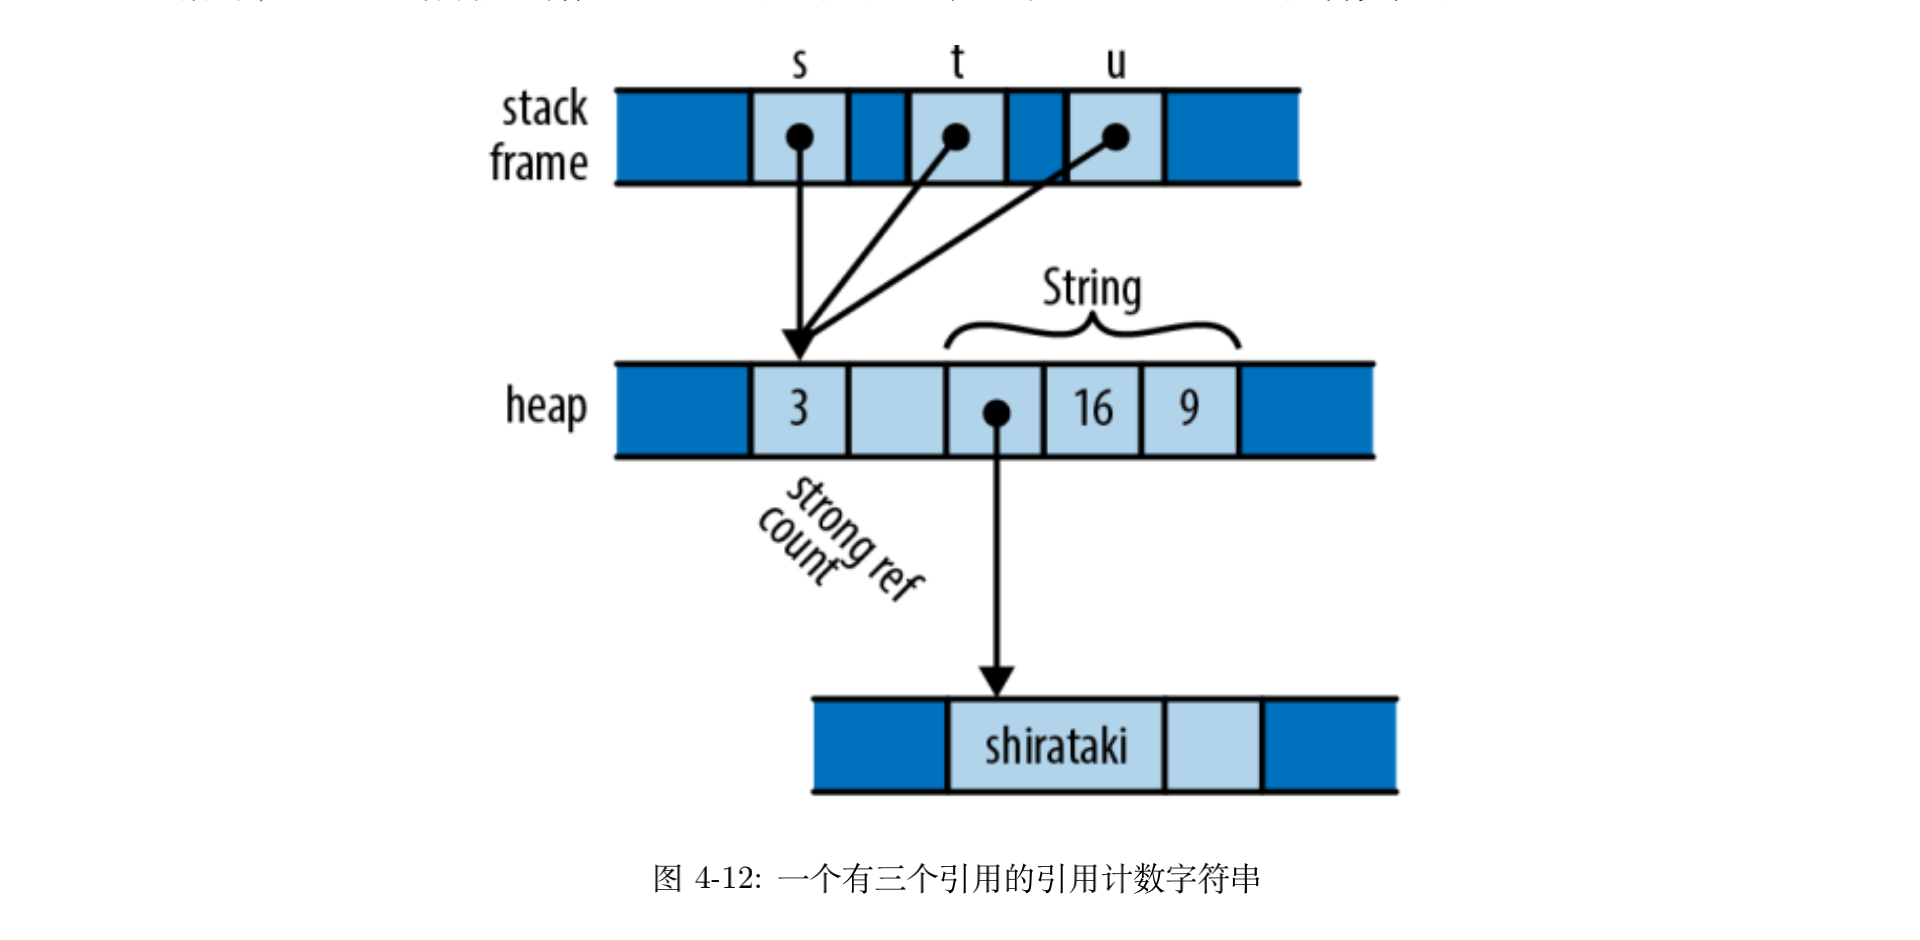 s t u
stack
frame
String
heap 3 16 9
strong ref
count
shirataki
图 4-12: 一个有三个引用的引用计数字符串